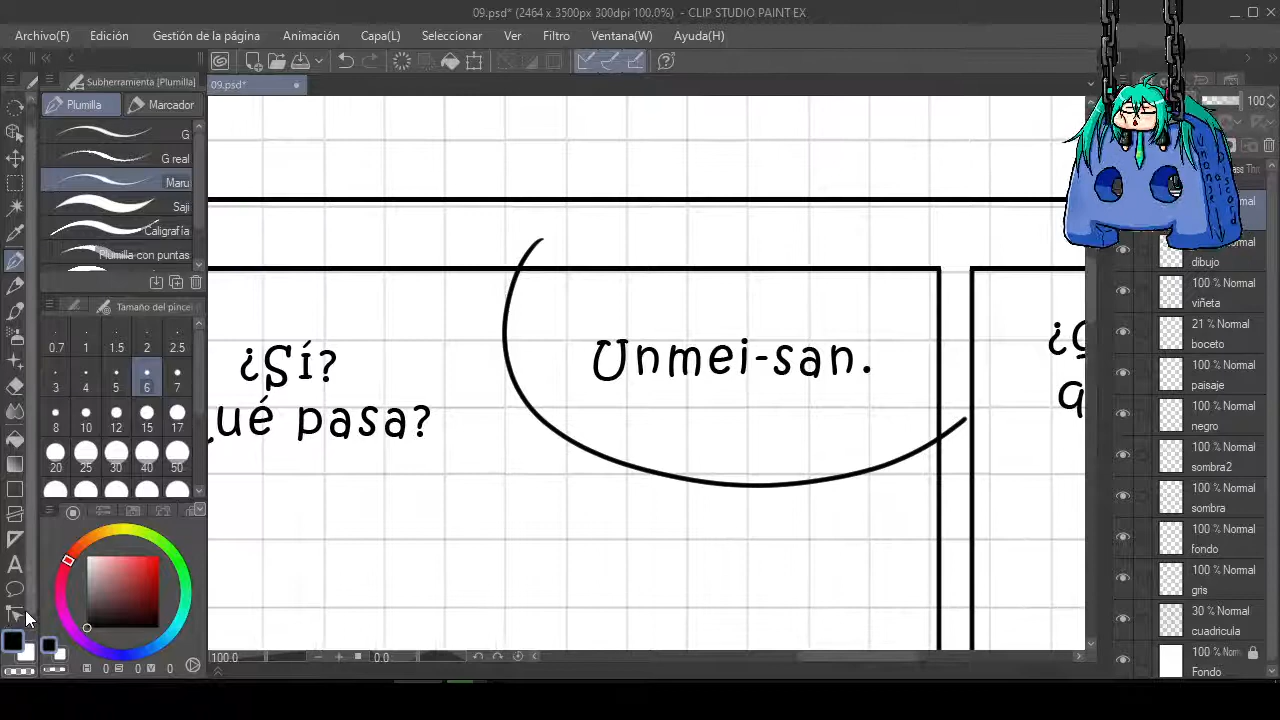 09.psd* (2464 x 3500px 300dpi 100.0%) - CLIP STUDIO PAINT EX
Archivo(F) Edición Gestión de la página Animación Capa(L) Seleccionar Ver Filtro Ventana(W) Ayuda(H)
Subherramienta [Plumilla]
09.psd*
Plumilla Marcador
100
G
G real
Maru
Saji
Caligrafía
Plumilla con puntas
Tamaño del pince
0.7 1 1.5 2 2.5
3 4 5 6 7
8 10 12 15 17
20 25 30 40 50
0 0 V 0
¿Sí?
ué pasa?
Unmei-san.
100.0 0.0
dibujo
100 % Normal
viñeta
21 % Normal
boceto
100 % Normal
paisaje
100 % Normal
negro
100 % Normal
sombra2
100 % Normal
sombra
100 % Normal
fondo
100 % Normal
gris
30 % Normal
cuadricula
100 %
Fondo